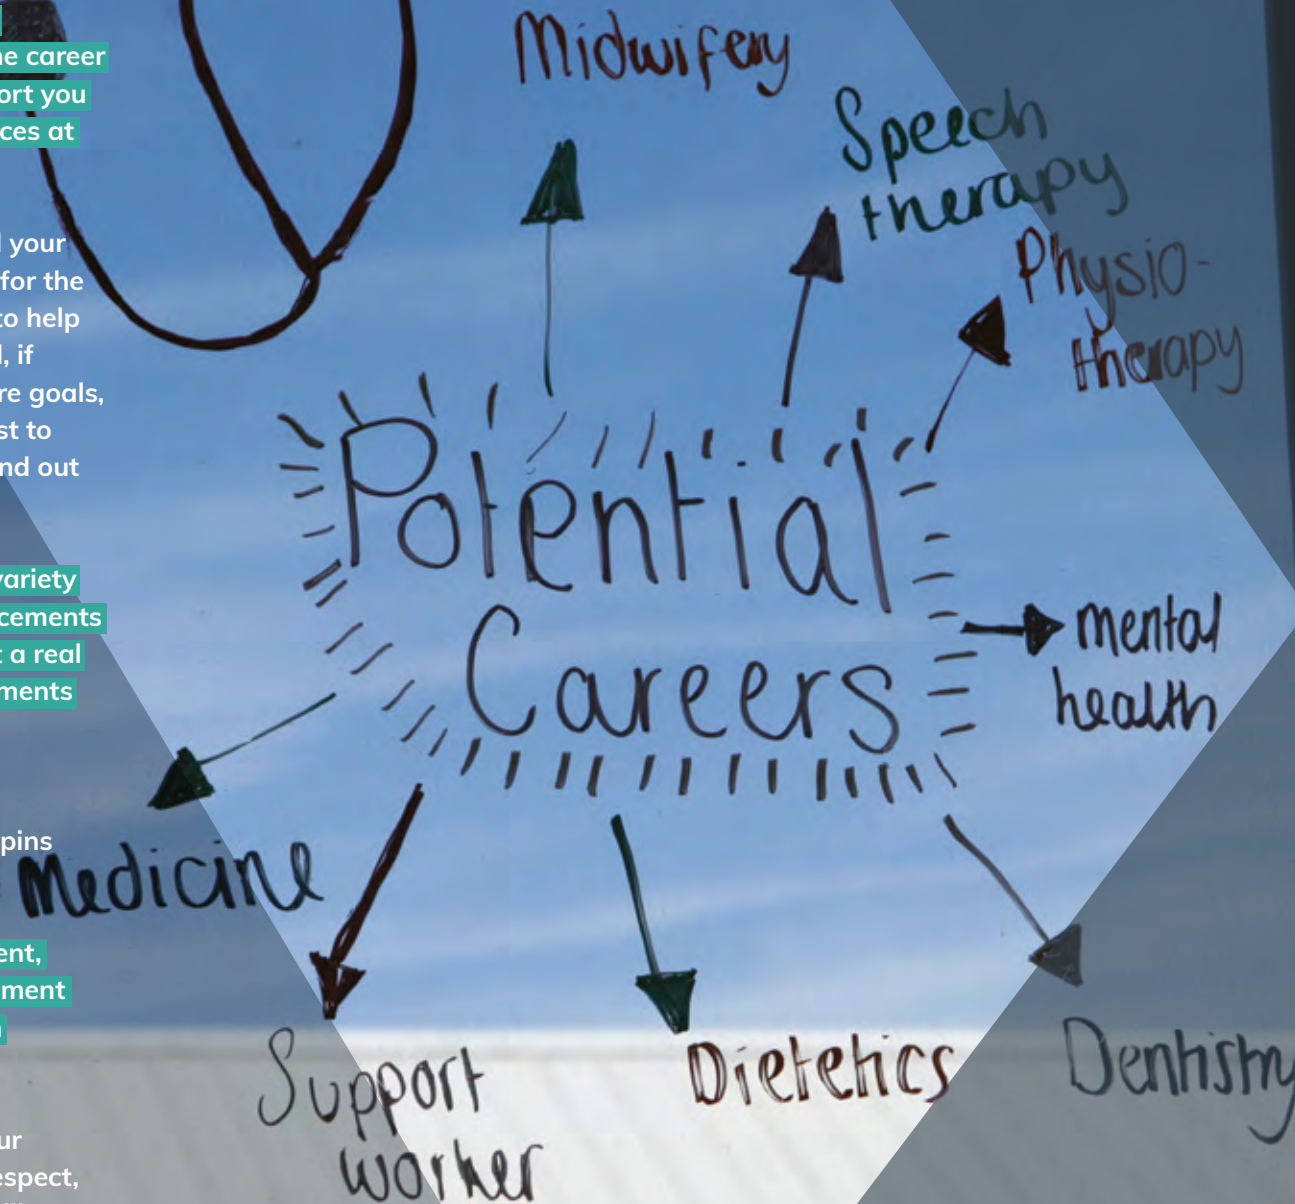 ne career
ort you
ces at
your
for the
to help
, if
re goals,
st to
nd out
variety
cements
t a real
ments
pins
ent,
ment
ur
espect,
Midwifery
Speech
therapy
Physio-
therapy
Potential
Careers
mental
health
Medicine
Support
worker
Dietetics
Dentistry